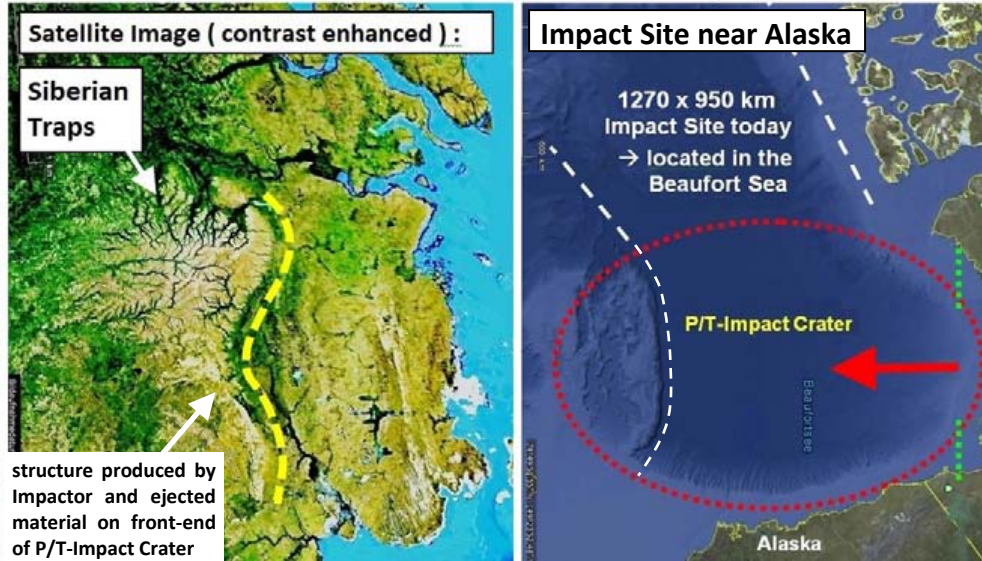 Satellite Image ( contrast enhanced ) :
Siberian
Traps
structure produced by
Impactor and ejected
material on front-end
of P/T-Impact Crater
Impact Site near Alaska
1270 x 950 km
Impact Site today
→ located in the
Beaufort Sea
P/T-Impact Crater
Beaufortsee
Alaska